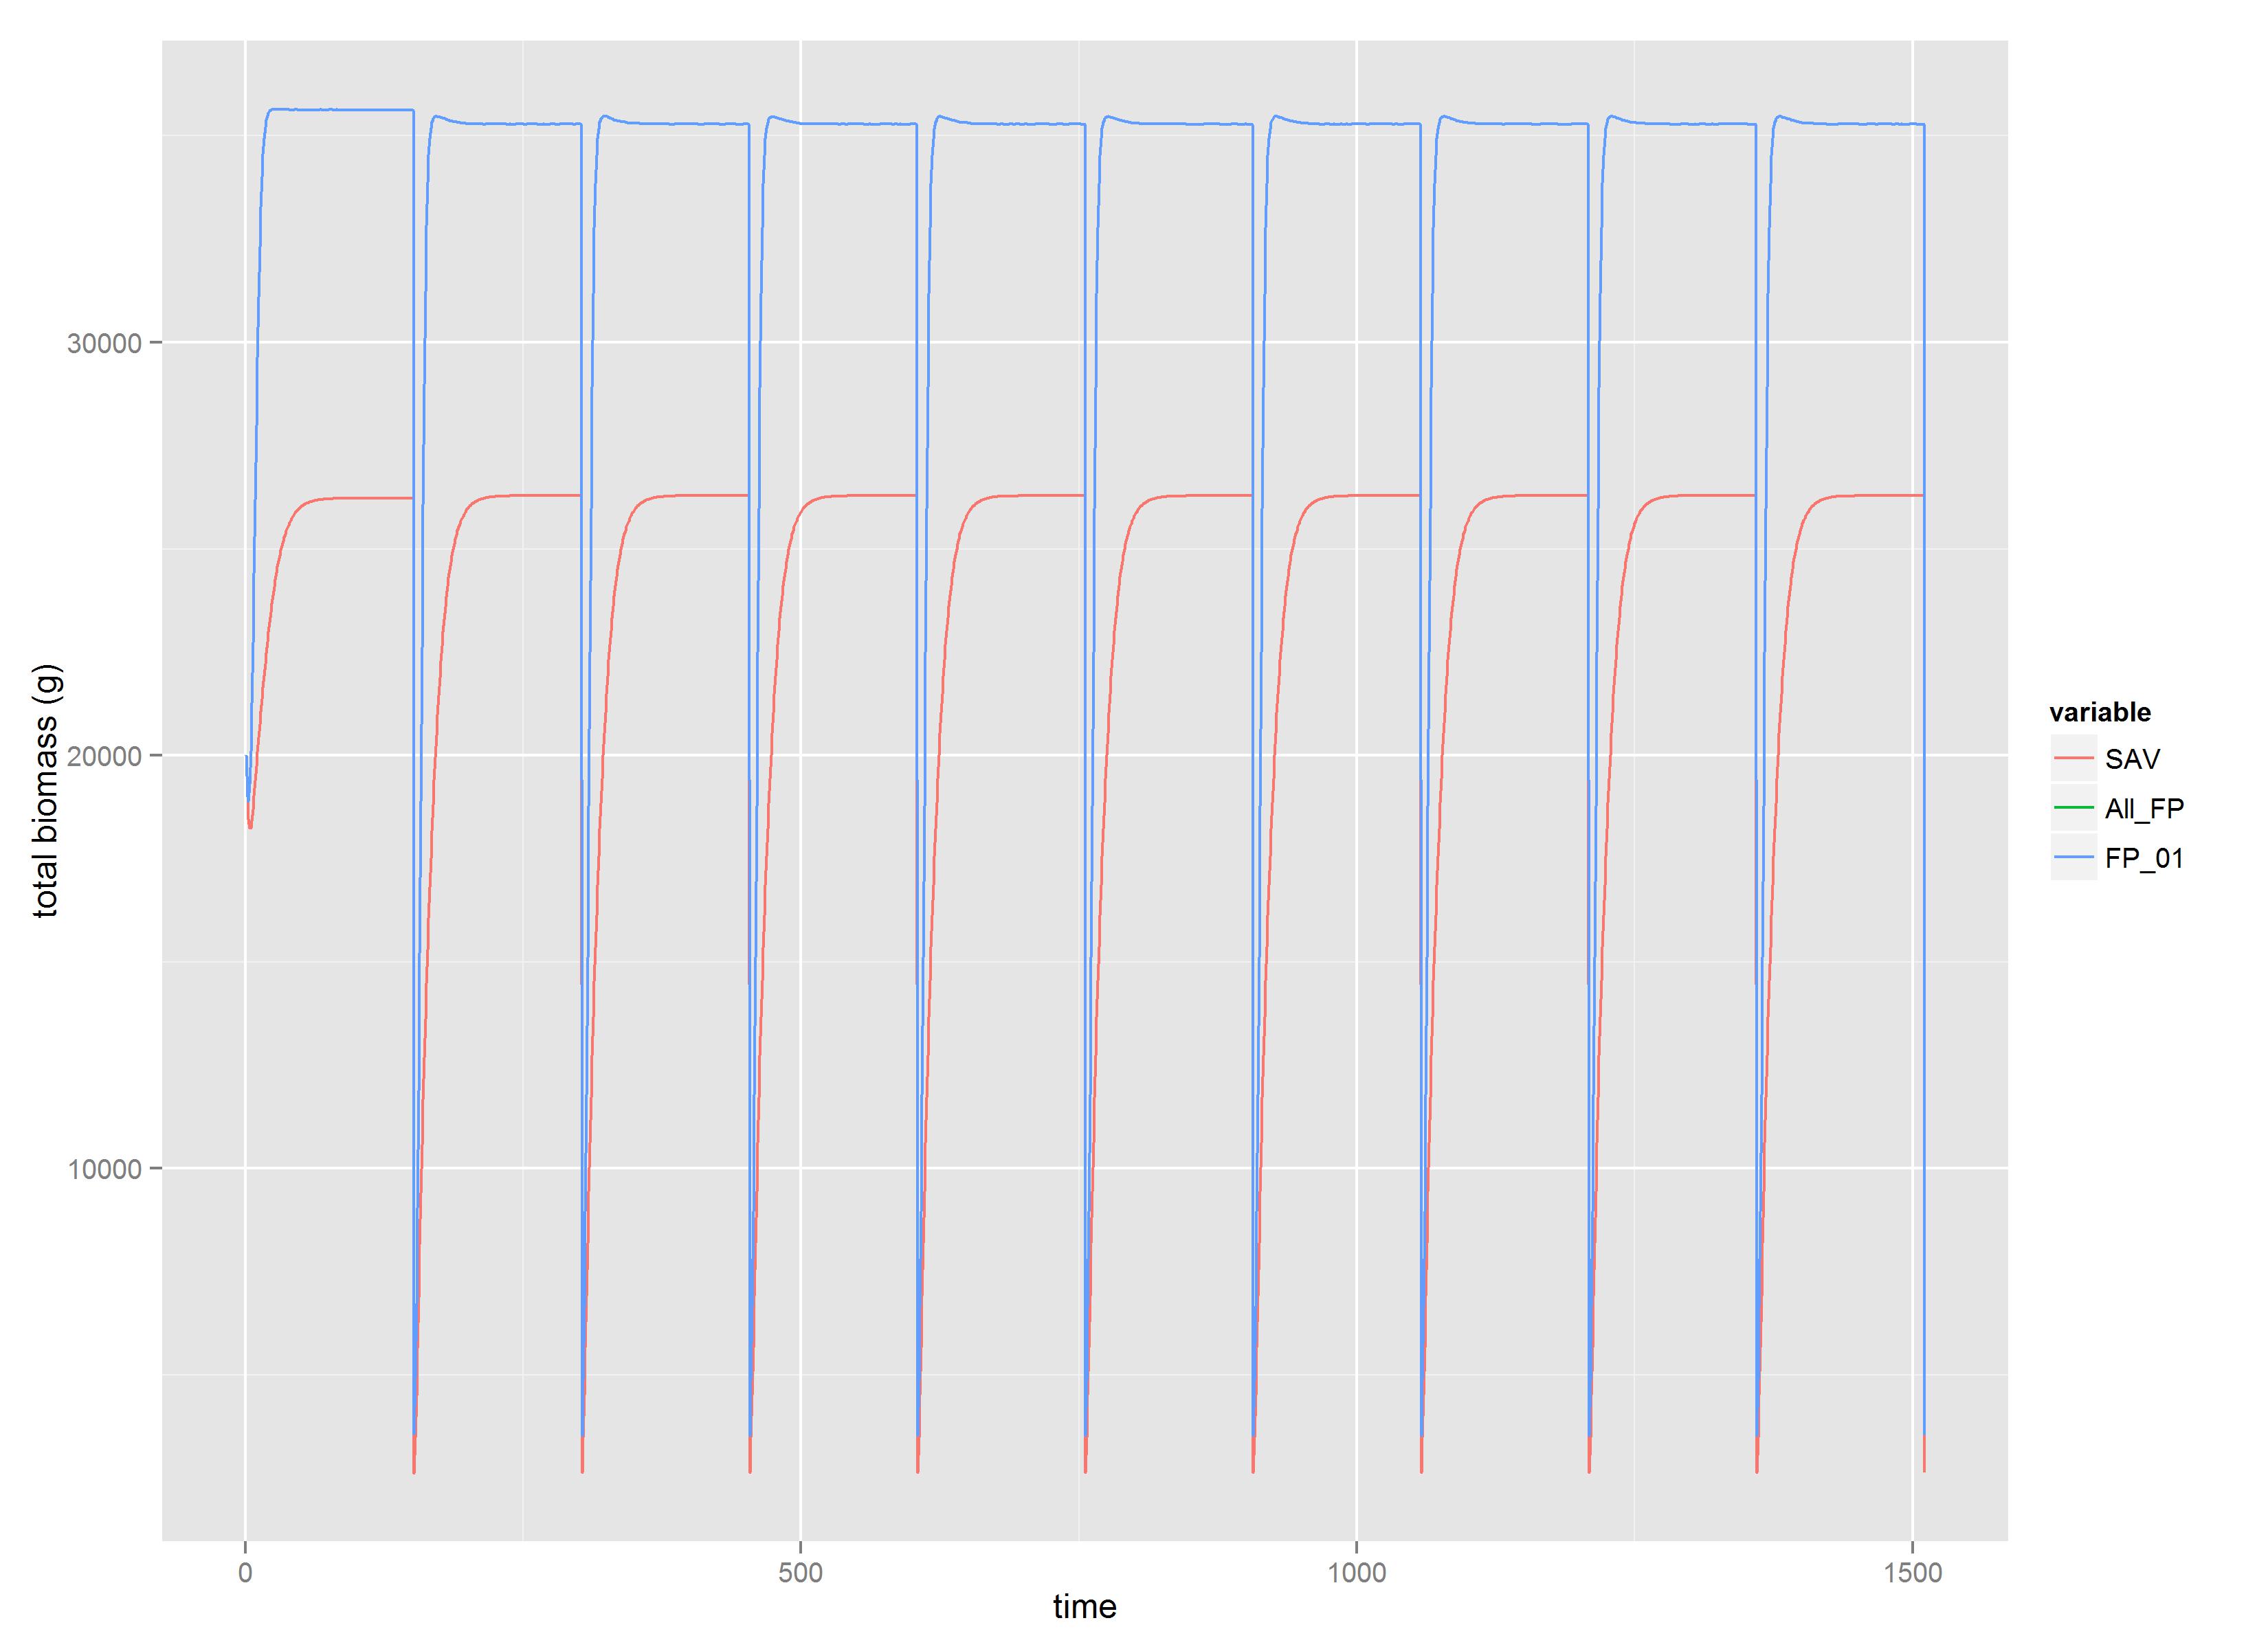 total biomass (g)
30000
20000
10000
0
500
1000
1500
time
variable
SAV
All_FP
FP_01